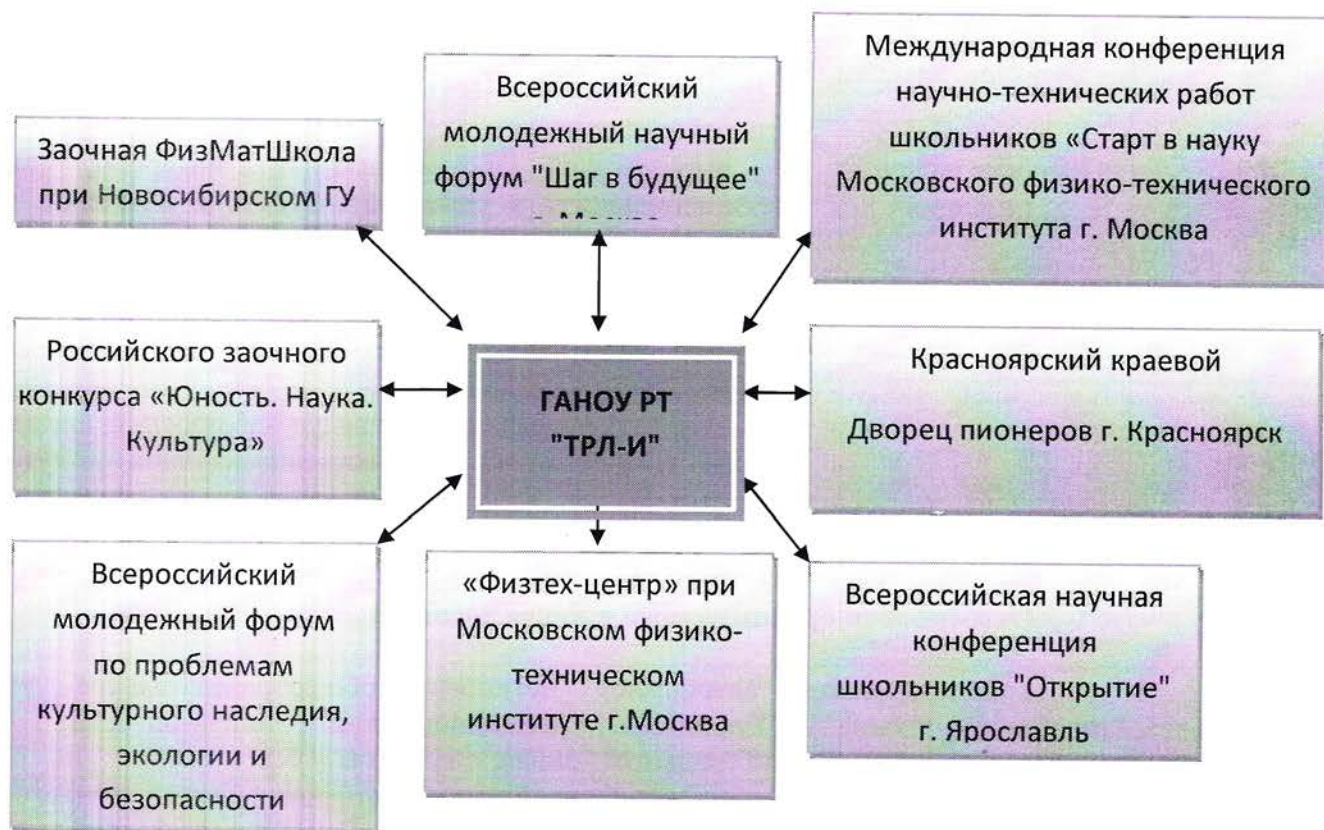 Заочная ФизМатШкола
при Новосибирском ГУ
Всероссийский
молодежный научный
форум "Шаг в будущее"
Международная конференция
научно-технических работ
школьников «Старт в науку
Московского физико-технического
института г. Москва
Российского заочного
конкурса «Юность. Наука.
Культура»
ГАНОУ РТ
"ТРЛ-И"
Красноярский краевой
Дворец пионеров г. Красноярск
Всероссийский
молодежный форум
по проблемам
культурного наследия,
экологии и
безопасности
«Физтех-центр» при
Московском физико-
техническом
институте г.Москва
Всероссийская научная
конференция
школьников "Открытие"
г. Ярославль